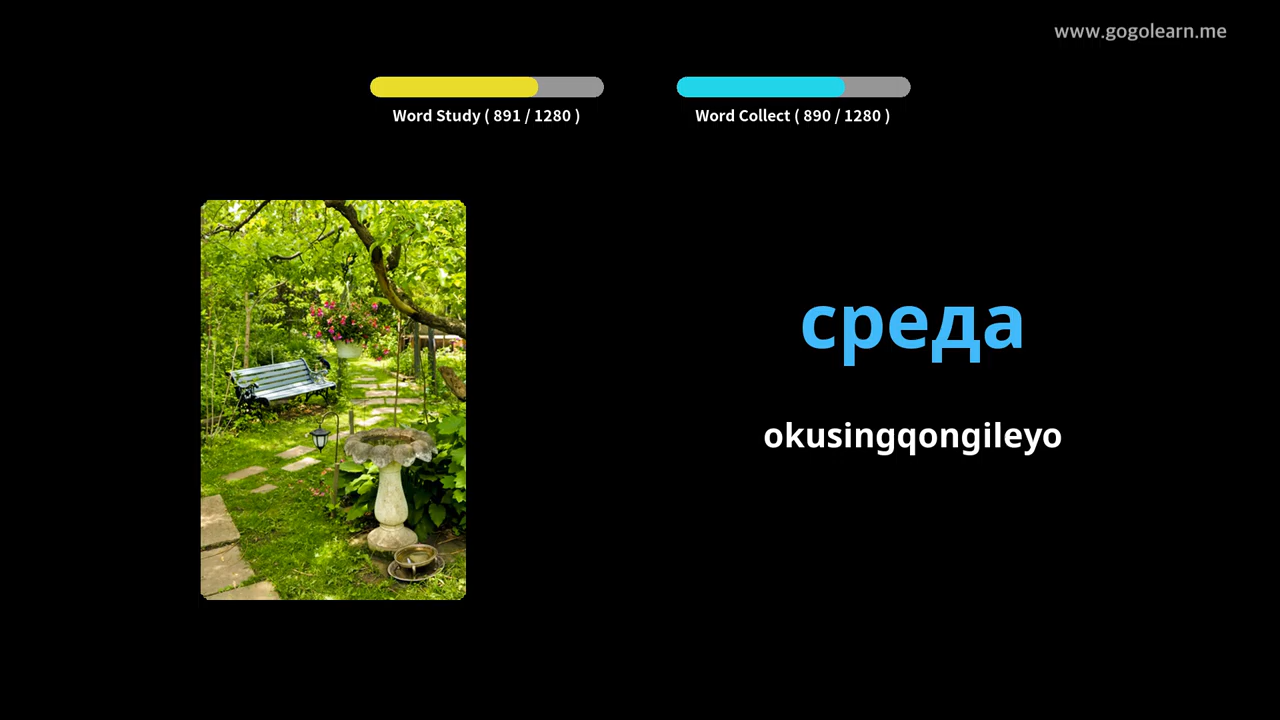 www.gogolearn.me
Word Study ( 891 / 1280 )
Word Collect ( 890 / 1280 )
среда
okusingqongileyo